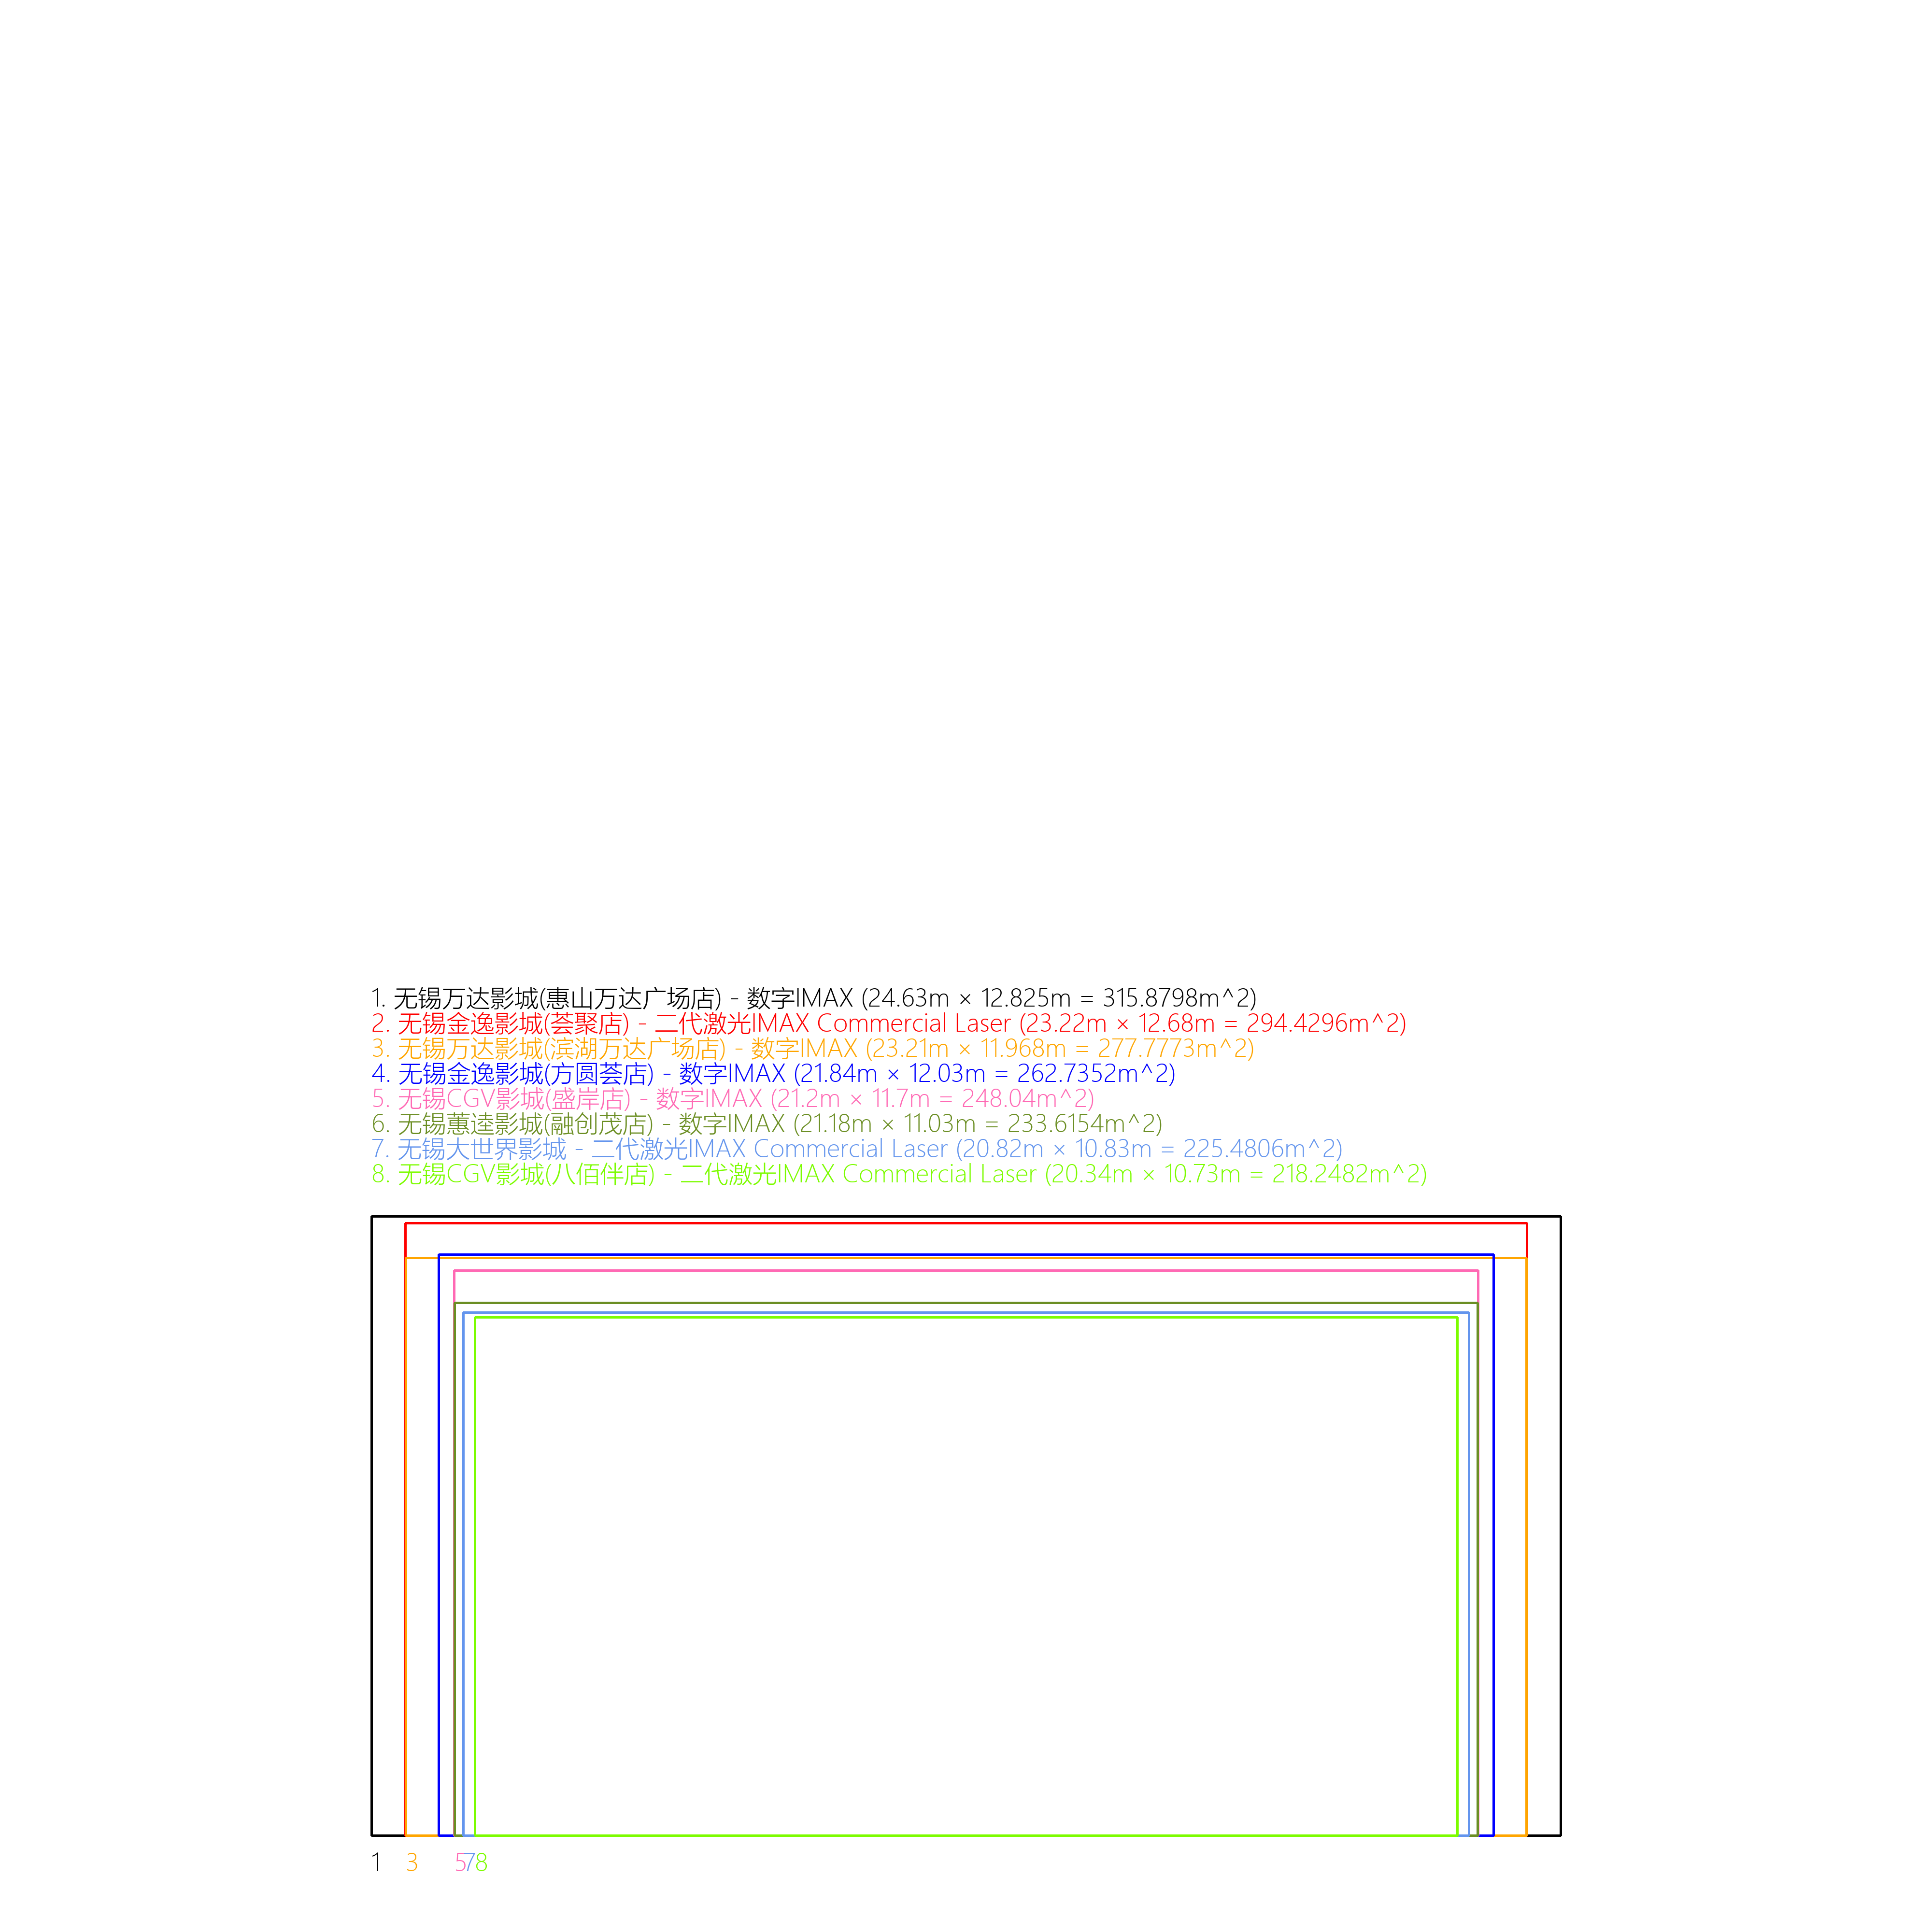 1. 无锡万达影城(惠山万达广场店) - 数字IMAX (24.63m × 12.825m = 315.8798m^2)
2. 无锡金逸影城(荟聚店) - 二代激光IMAX Commercial Laser (23.22m × 12.68m = 294.4296m^2)
3. 无锡万达影城(滨湖万达广场店) - 数字IMAX (23.21m × 11.968m = 277.7773m^2)
4. 无锡金逸影城(方圆荟店) - 数字IMAX (21.84m × 12.03m = 262.7352m^2)
5. 无锡CGV影城(盛岸店) - 数字IMAX (21.2m × 11.7m = 248.04m^2)
6. 无锡蕙逵影城(融创茂店) - 数字IMAX (21.18m × 11.03m = 233.6154m^2)
7. 无锡大世界影城 - 二代激光IMAX Commercial Laser (20.82m × 10.83m = 225.4806m^2)
8. 无锡CGV影城(八佰伴店) - 二代激光IMAX Commercial Laser (20.34m × 10.73m = 218.2482m^2)
1 3 5 7 8